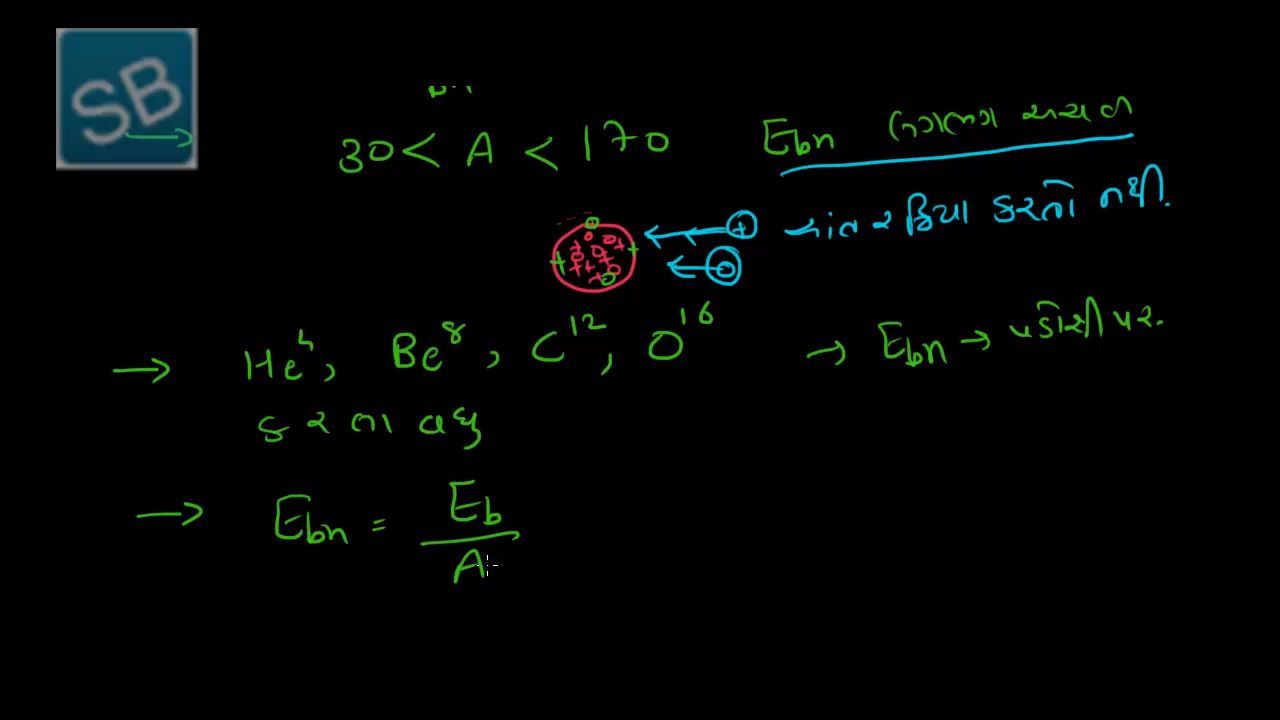 SB
30 < A < 170 Ebn લગભગ અચળ
આંતરક્રિયા કરતો નથી.
→ He⁴, Be⁸, C¹², O¹⁶ → Ebn → પડોશી પર.
કરતા વધુ
→ Ebn = Eb / A